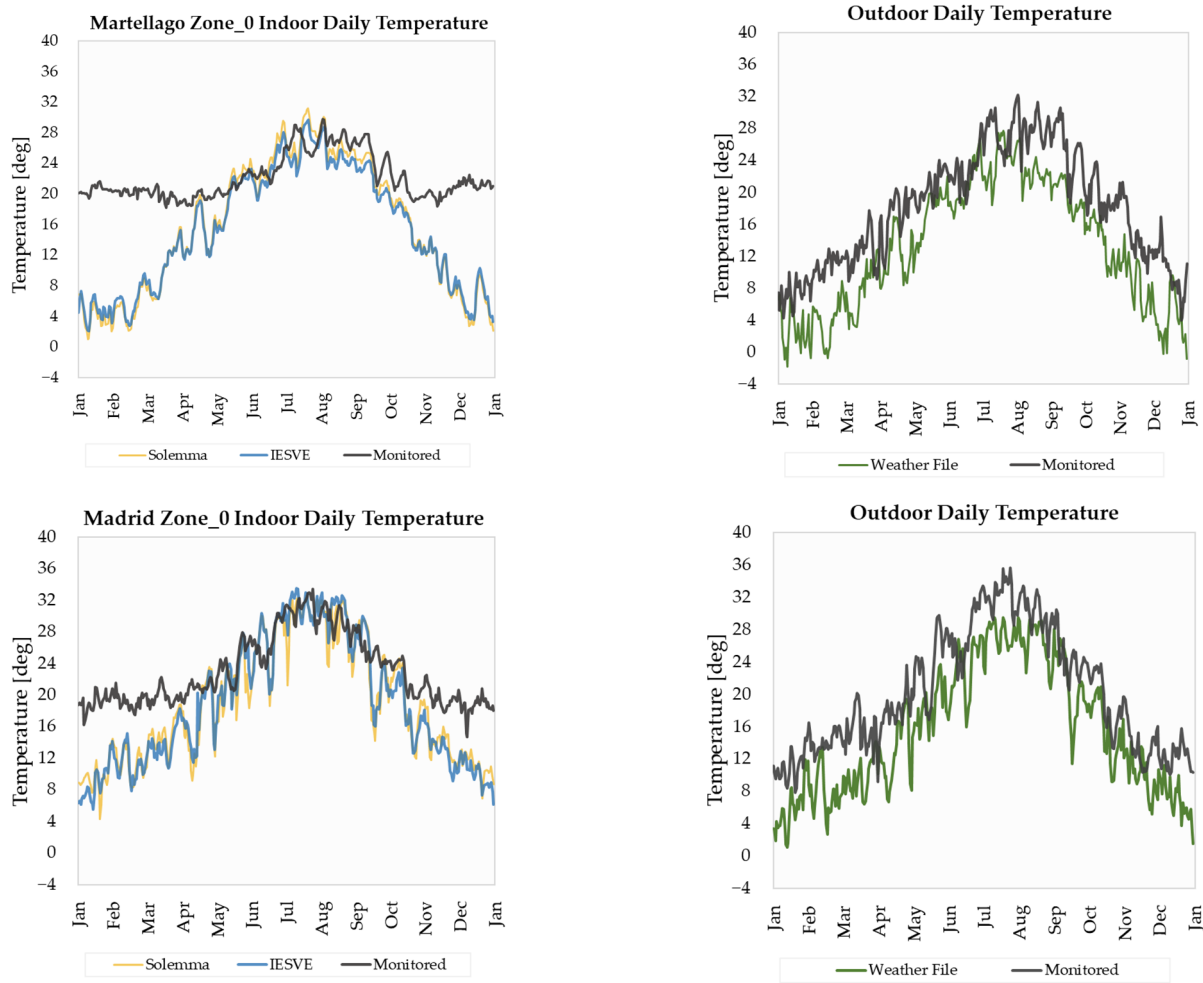 Martellago Zone_0 Indoor Daily Temperature
40
36
32
28
24
20
16
12
8
4
0
−4
Temperature [deg]
Jan
Feb
Mar
Apr
May
Jun
Jul
Aug
Sep
Oct
Nov
Dec
Jan
Solemma
IESVE
Monitored
Outdoor Daily Temperature
40
36
32
28
24
20
16
12
8
4
0
−4
Temperature [deg]
Jan
Feb
Mar
Apr
May
Jun
Jul
Aug
Sep
Oct
Nov
Dec
Jan
Weather File
Monitored
Madrid Zone_0 Indoor Daily Temperature
40
36
32
28
24
20
16
12
8
4
0
−4
Temperature [deg]
Jan
Feb
Mar
Apr
May
Jun
Jul
Aug
Sep
Oct
Nov
Dec
Jan
Solemma
IESVE
Monitored
Outdoor Daily Temperature
40
36
32
28
24
20
16
12
8
4
0
−4
Temperature [deg]
Jan
Feb
Mar
Apr
May
Jun
Jul
Aug
Sep
Oct
Nov
Dec
Jan
Weather File
Monitored